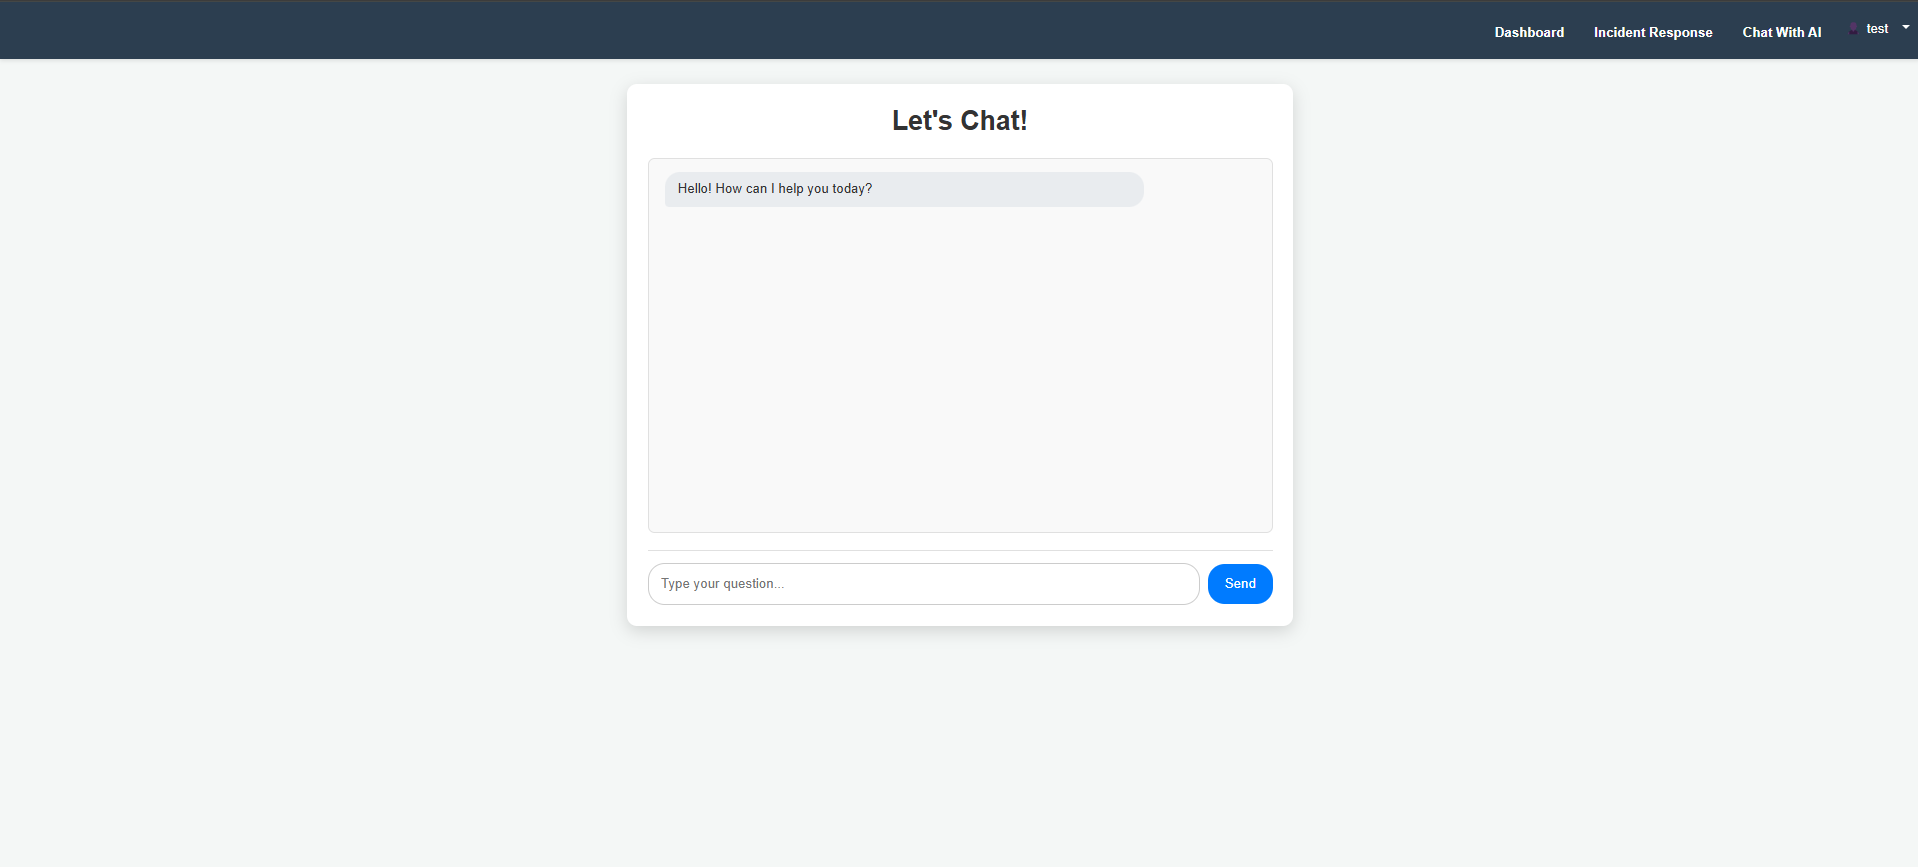 Dashboard Incident Response Chat With AI test
Let's Chat!
Hello! How can I help you today?
Type your question...
Send